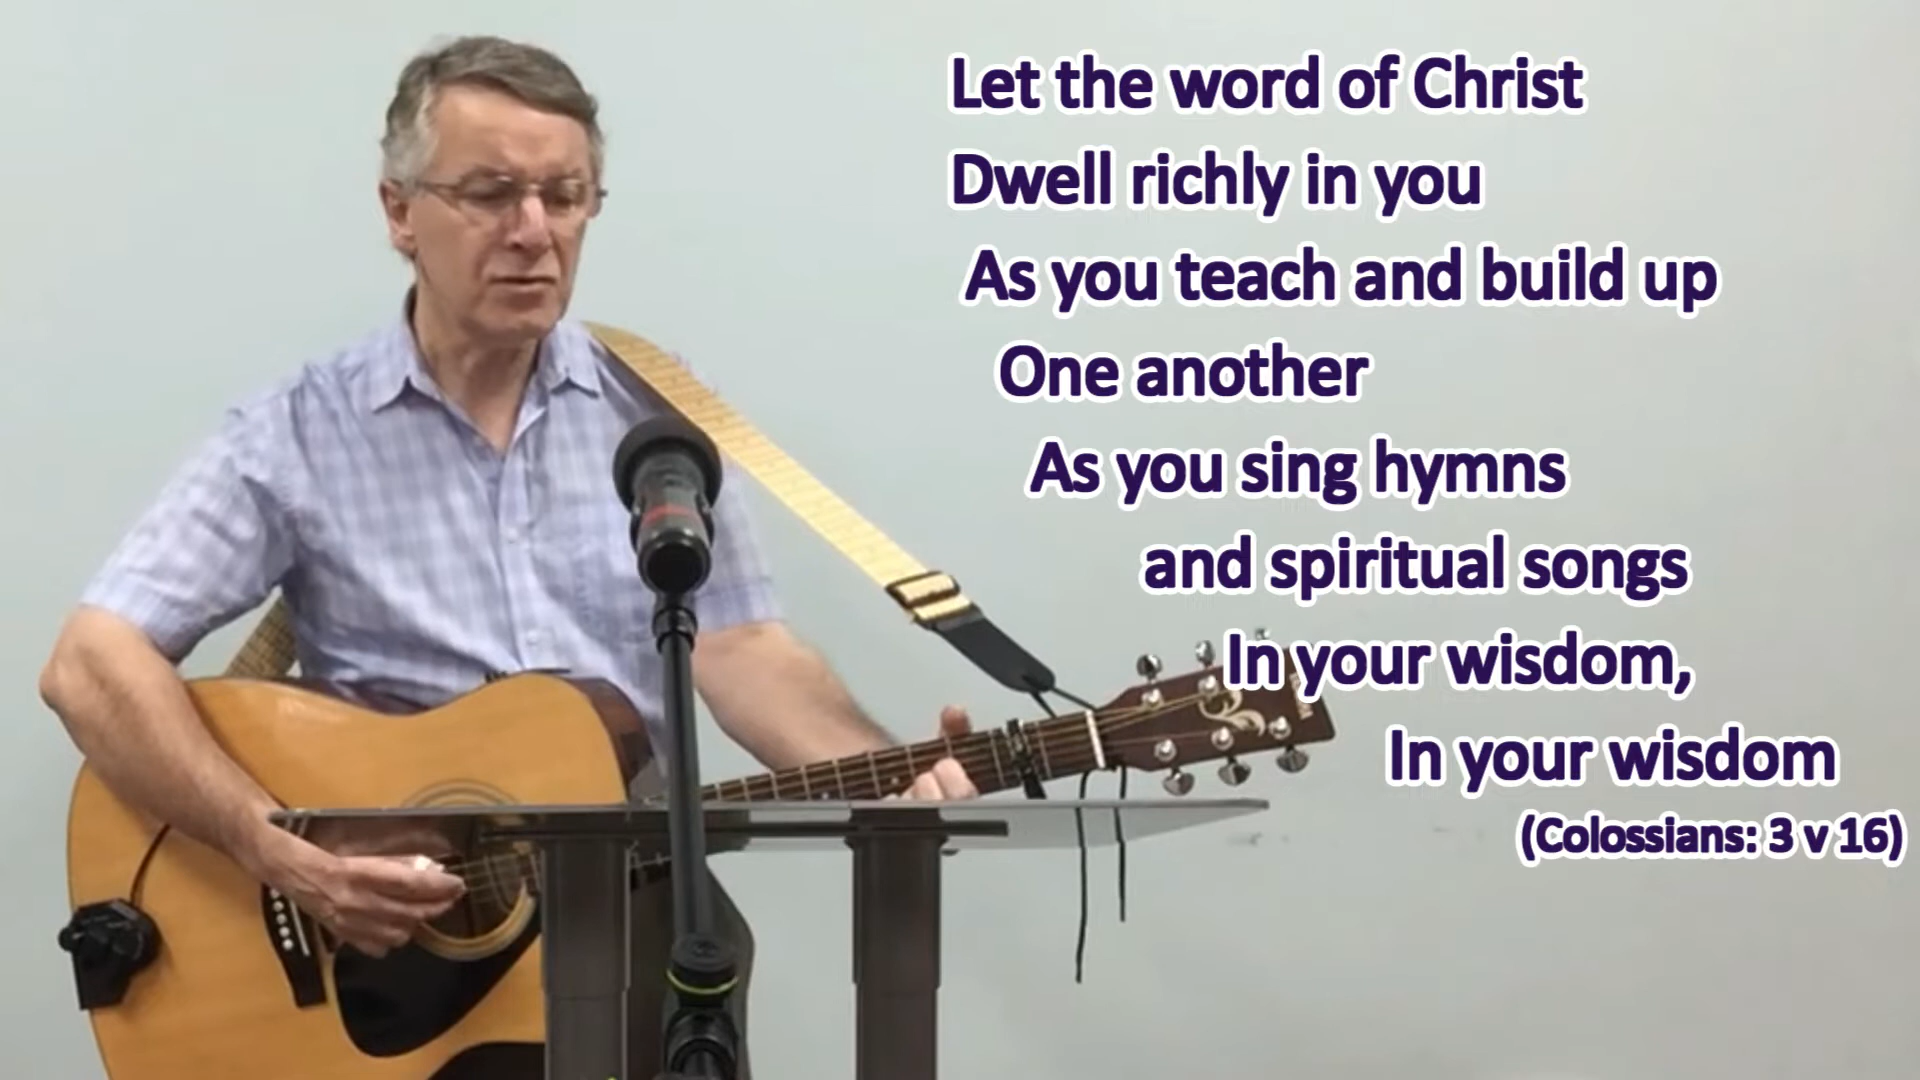 Let the word of Christ
Dwell richly in you
As you teach and build up
One another
As you sing hymns
and spiritual songs
In your wisdom,
In your wisdom
(Colossians: 3 v 16)